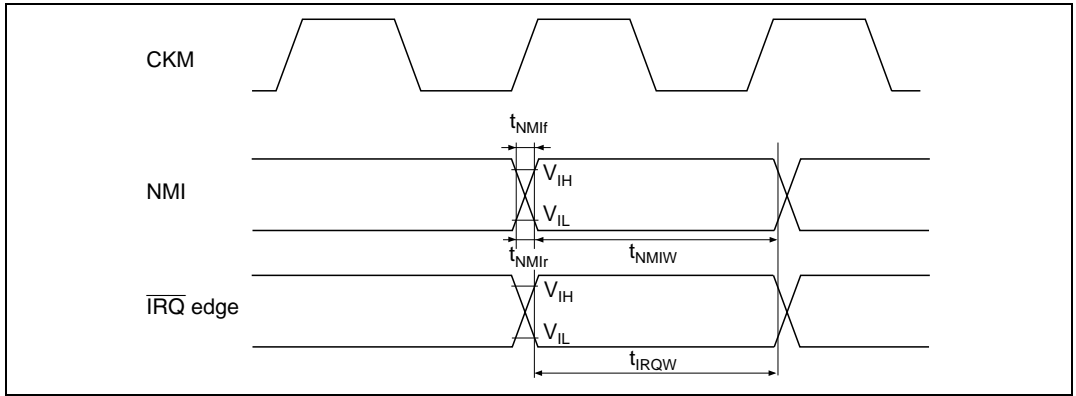 CKM
tNMIf
NMI
VIH
VIL
tNMIr
tNMIW
IRQ edge
VIH
VIL
tIRQW